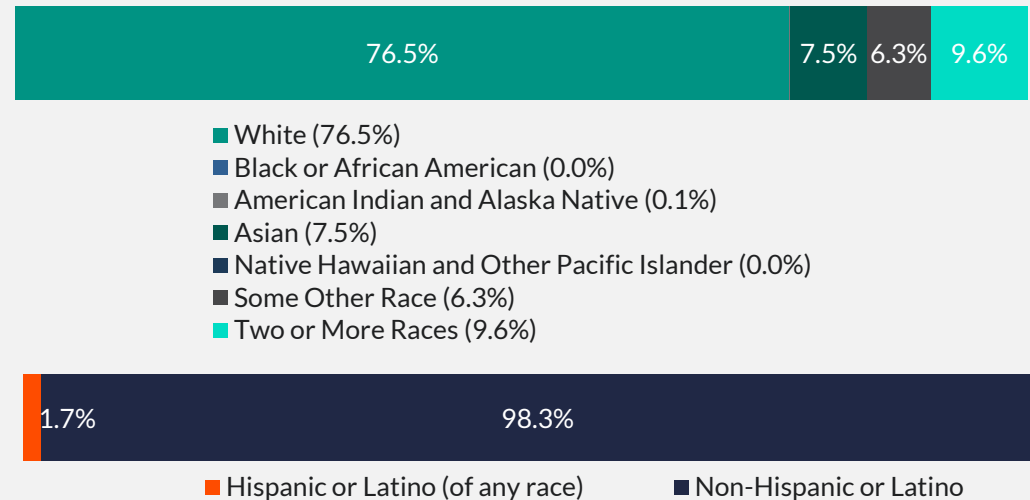 76.5% 7.5% 6.3% 9.6%
White (76.5%)
Black or African American (0.0%)
American Indian and Alaska Native (0.1%)
Asian (7.5%)
Native Hawaiian and Other Pacific Islander (0.0%)
Some Other Race (6.3%)
Two or More Races (9.6%)
1.7% 98.3%
Hispanic or Latino (of any race) Non-Hispanic or Latino